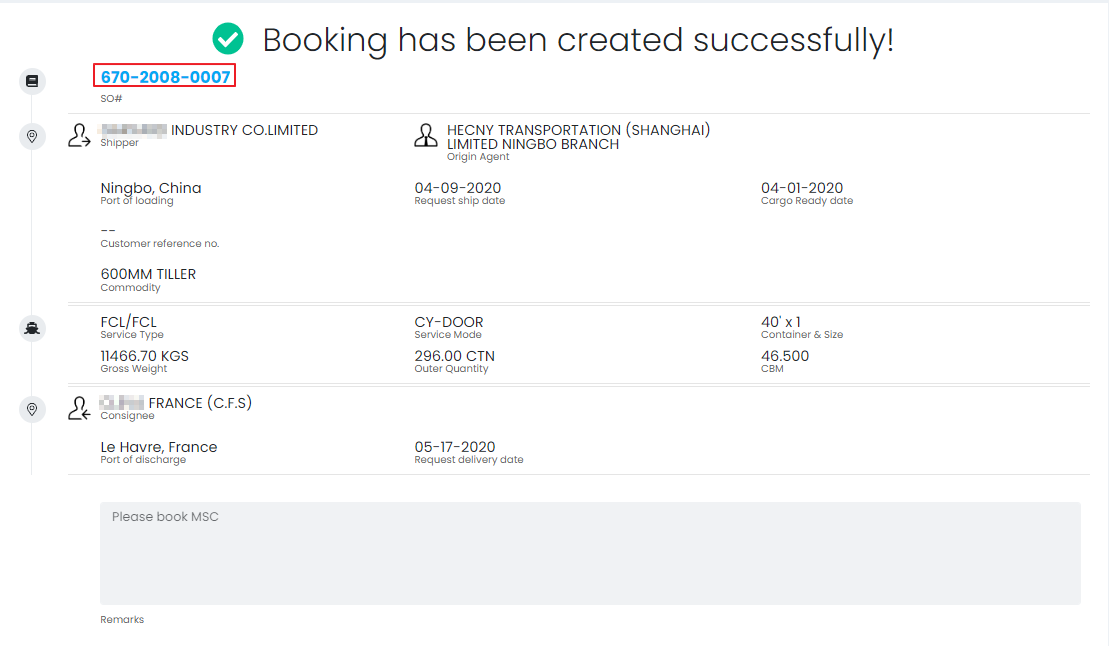 Booking has been created successfully!
670-2008-0007
SO#
INDUSTRY CO.LIMITED
Shipper
HECNY TRANSPORTATION (SHANGHAI)
LIMITED NINGBO BRANCH
Origin Agent
Ningbo, China
Port of loading
04-09-2020
Request ship date
04-01-2020
Cargo Ready date
--
Customer reference no.
600MM TILLER
Commodity
FCL/FCL
Service Type
CY-DOOR
Service Mode
40' x 1
Container & Size
11466.70 KGS
Gross Weight
296.00 CTN
Outer Quantity
46.500
CBM
FRANCE (C.F.S)
Consignee
Le Havre, France
Port of discharge
05-17-2020
Request delivery date
Please book MSC
Remarks